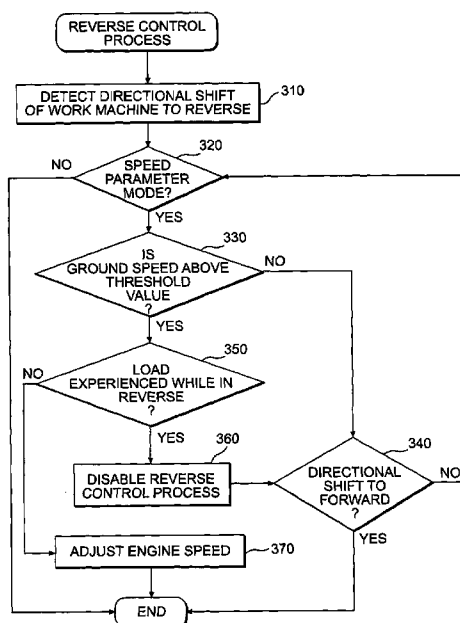 REVERSE CONTROL
PROCESS
DETECT DIRECTIONAL SHIFT
OF WORK MACHINE TO REVERSE
310
320
NO
SPEED
PARAMETER
MODE?
YES
330
IS
GROUND SPEED ABOVE
THRESHOLD
VALUE
?
NO
YES
350
NO
LOAD
EXPERIENCED WHILE IN
REVERSE
?
YES
360
340
DISABLE REVERSE
CONTROL PROCESS
DIRECTIONAL
SHIFT TO
FORWARD
?
NO
YES
ADJUST ENGINE SPEED
370
END